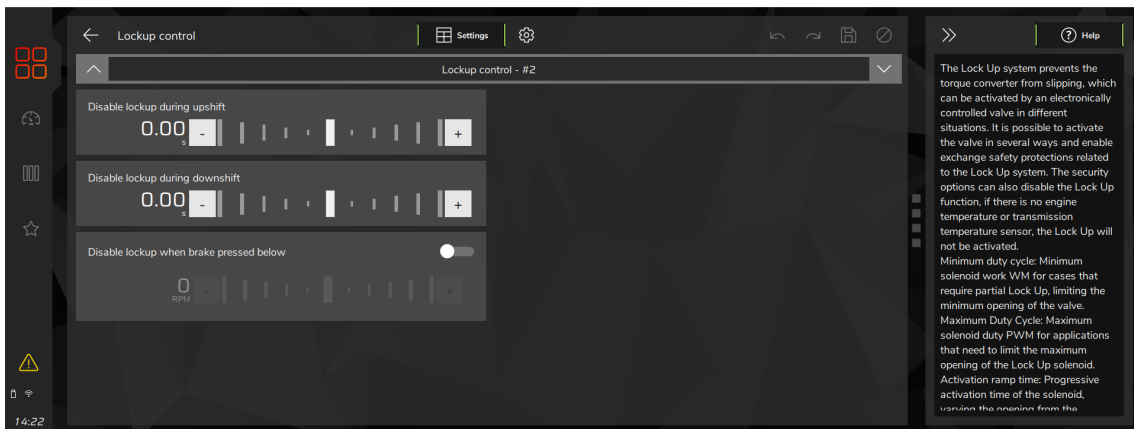 Lockup control
Settings
Help
Lockup control - #2
Disable lockup during upshift
0.00
s
-
+
Disable lockup during downshift
0.00
s
-
+
Disable lockup when brake pressed below
0
RPM
-
+
14:22
The Lock Up system prevents the
torque converter from slipping, which
can be activated by an electronically
controlled valve in different
situations. It is possible to activate
the valve in several ways and enable
exchange safety protections related
to the Lock Up system. The security
options can also disable the Lock Up
function, if there is no engine
temperature or transmission
temperature sensor, the Lock Up will
not be activated.
Minimum duty cycle: Minimum
solenoid work WM for cases that
require partial Lock Up, limiting the
minimum opening of the valve.
Maximum Duty Cycle: Maximum
solenoid duty PWM for applications
that need to limit the maximum
opening of the Lock Up solenoid.
Activation ramp time: Progressive
activation time of the solenoid,
varying the opening from the